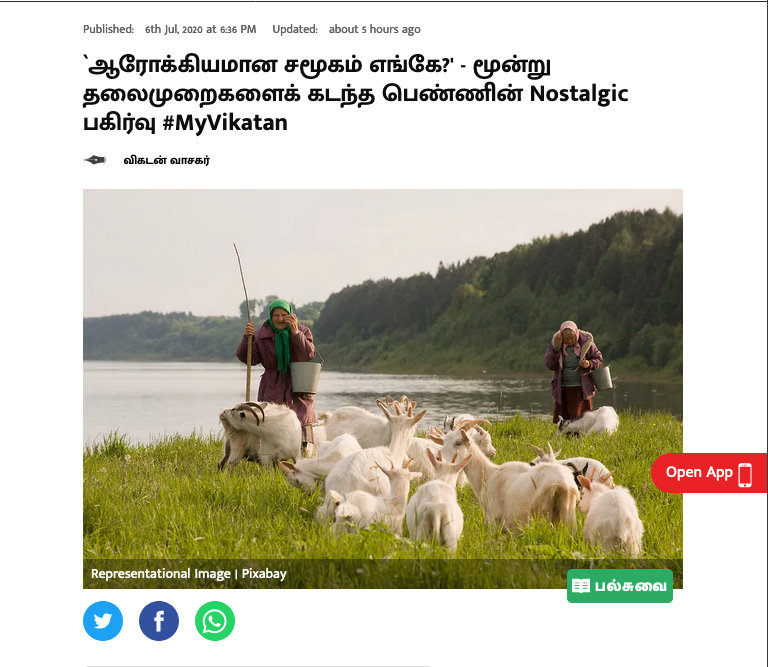 Published: 6th Jul, 2020 at 6:36 PM Updated: about 5 hours ago
`ஆரோக்கியமான சமூகம் எங்கே?' - மூன்று
தலைமுறைகளைக் கடந்த பெண்ணின் Nostalgic
பகிர்வு #MyVikatan
விகடன் வாசகர்
Open App
Representational Image | Pixabay
பல்சுவை